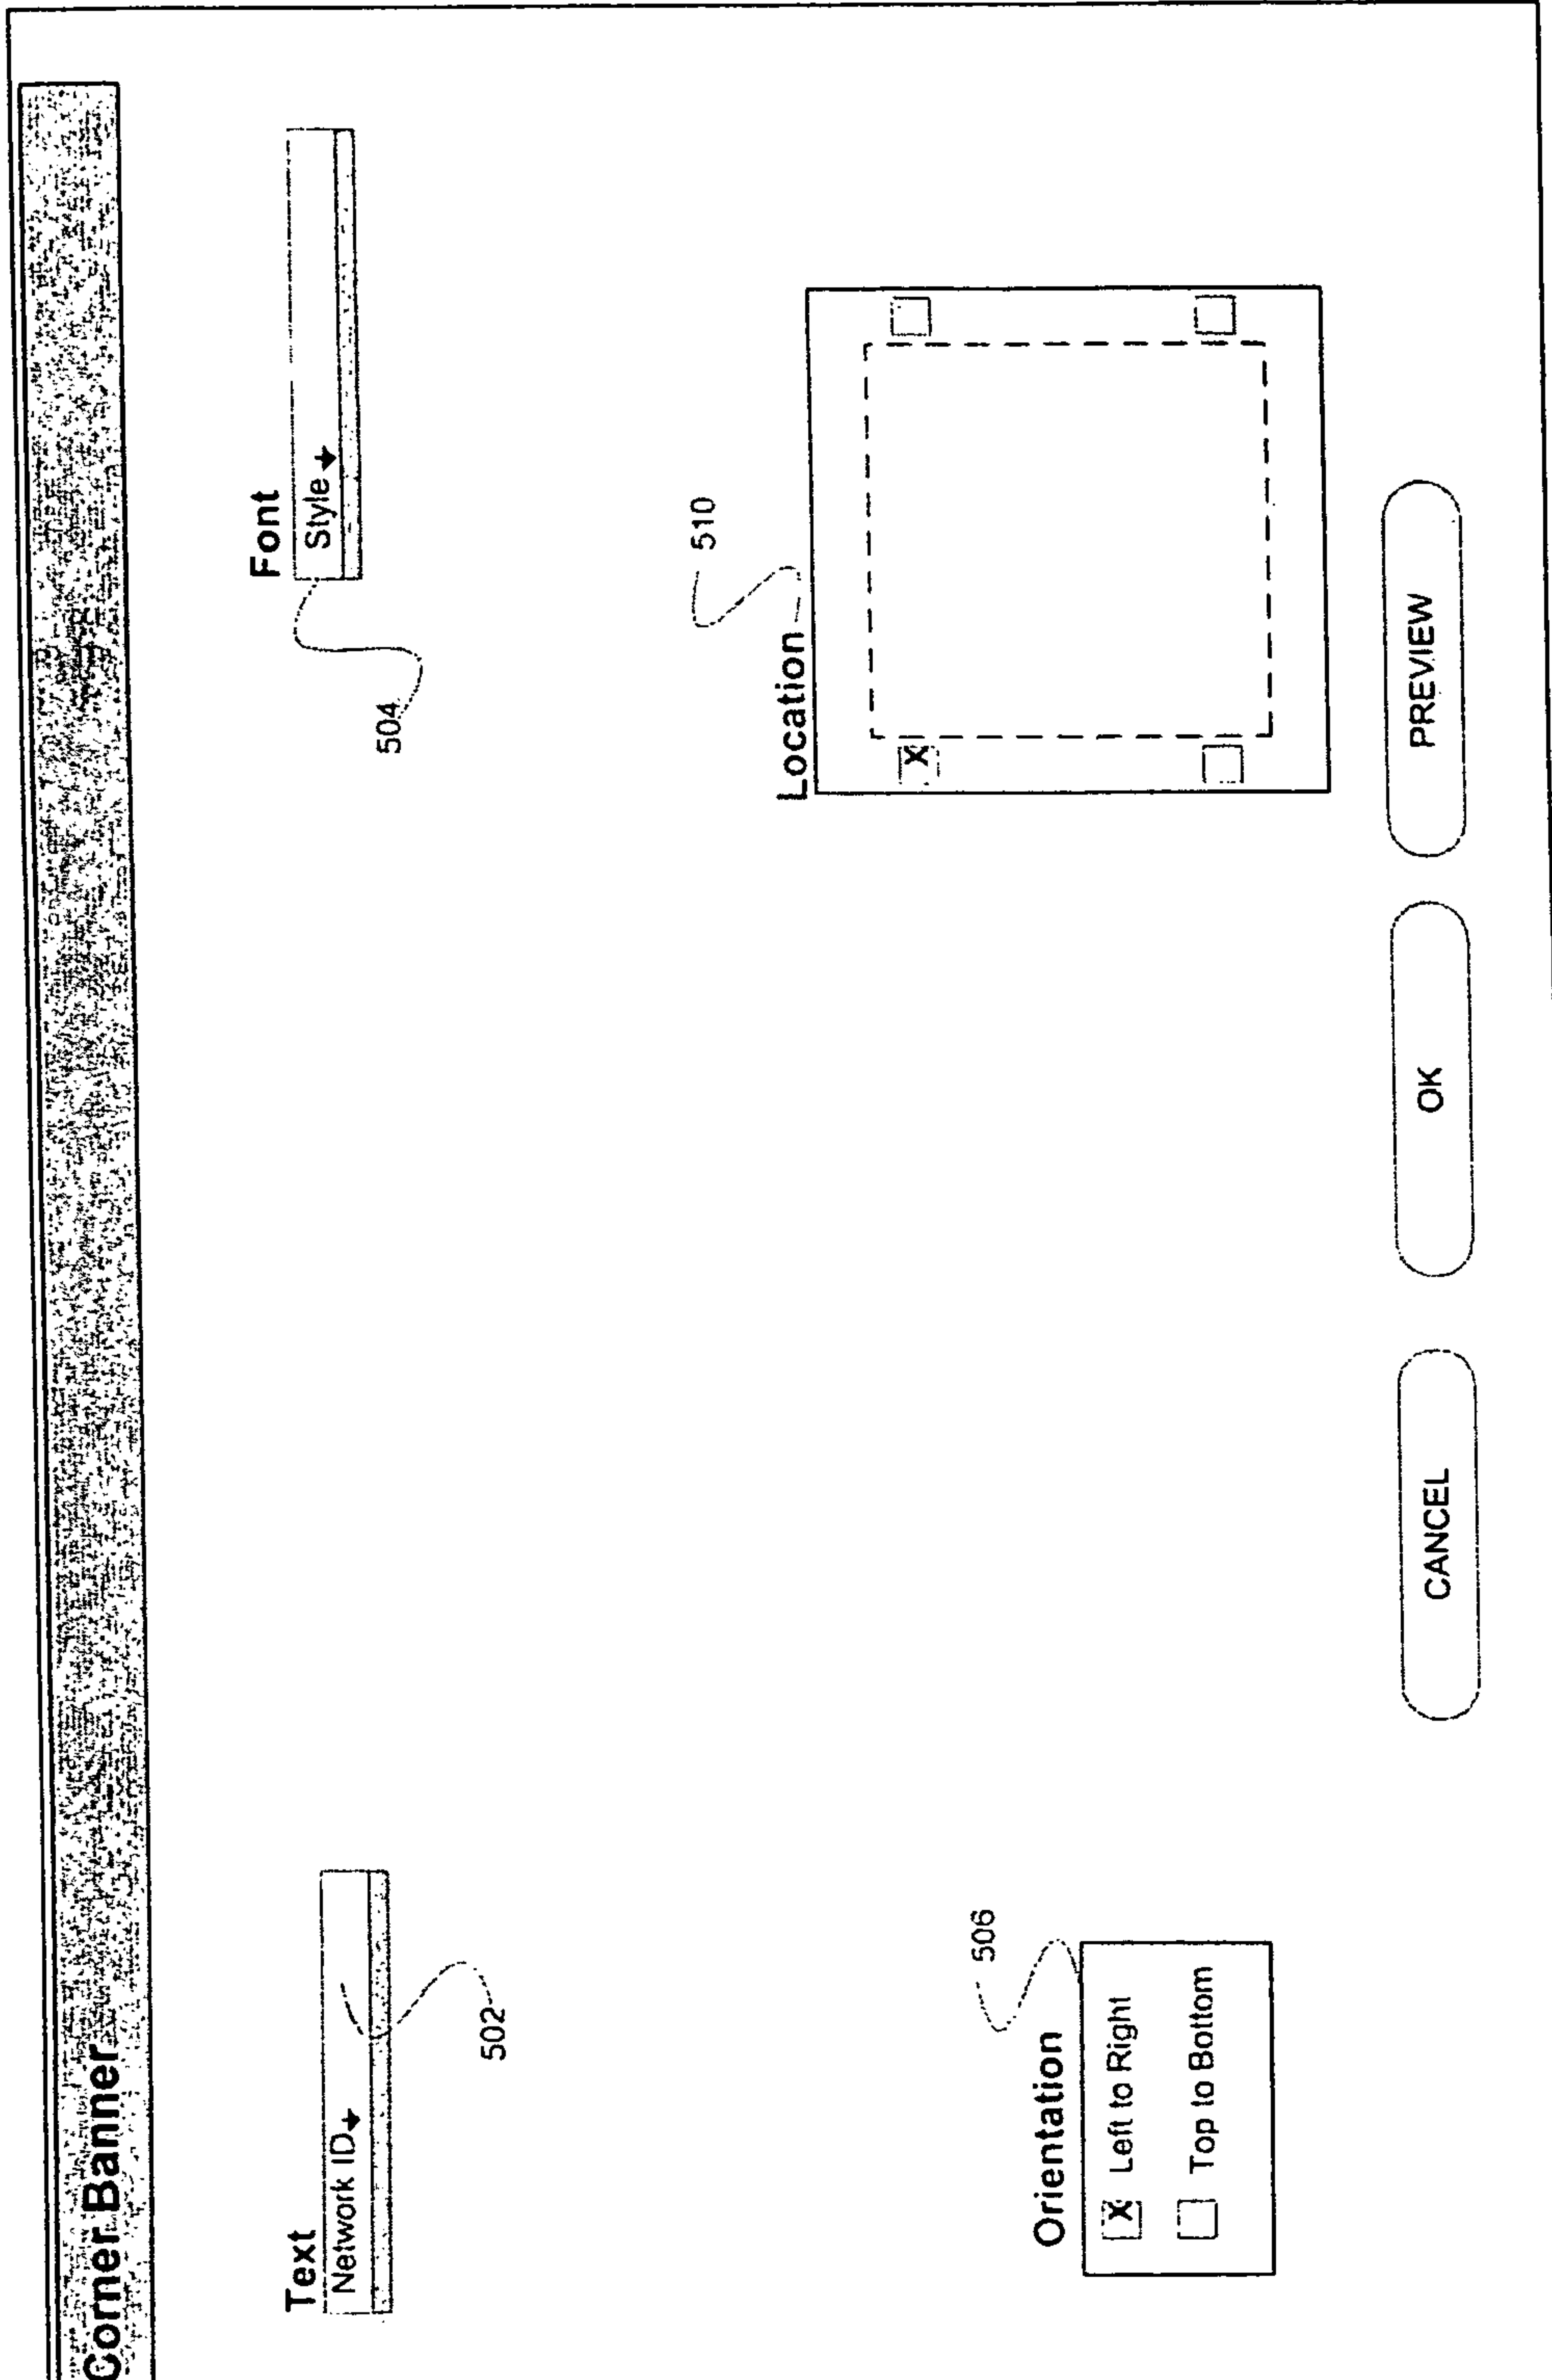 Corner Banner
Text
Network ID
502
Font
Style
504
Orientation
506
X Left to Right
Top to Bottom
Location
510
X
CANCEL
OK
PREVIEW